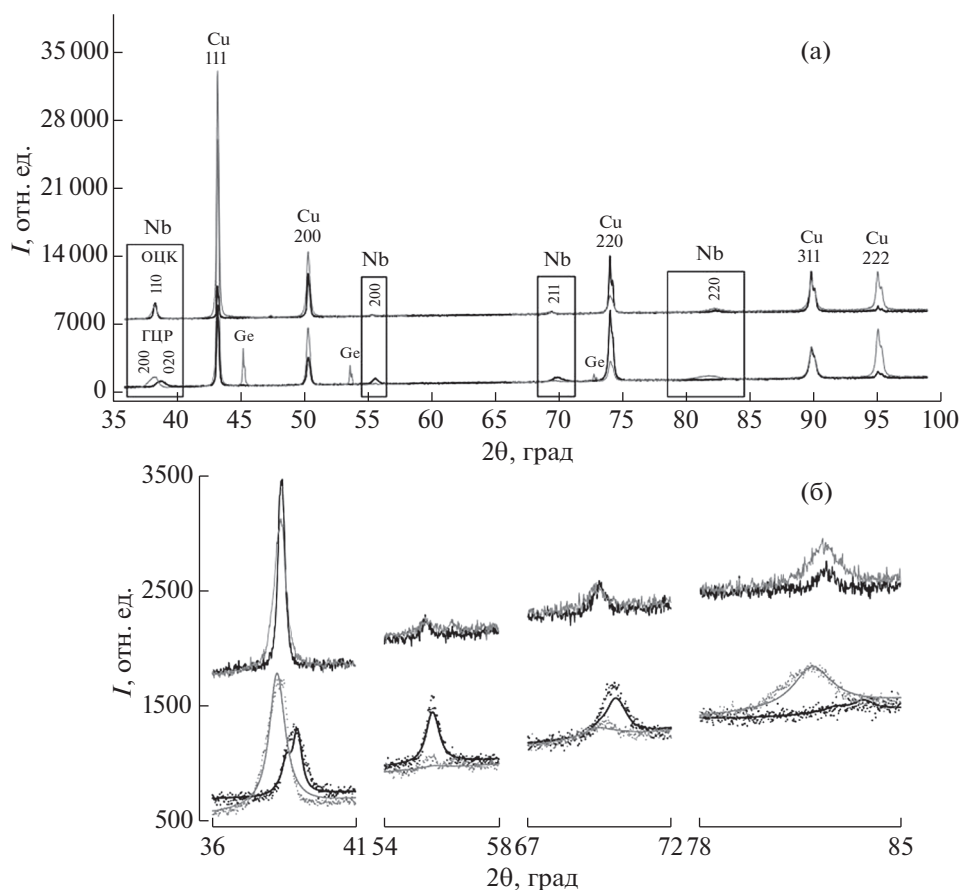 (а)
I, отн. ед.
35 000
28 000
21 000
14 000
7000
0
Cu
111
Cu
200
Cu
220
Cu
311
Cu
222
Nb
Nb
Nb
Nb
ОЦК
110
200
211
220
ГЦР
200
020
Ge
Ge
Ge
35 40 45 50 55 60 65 70 75 80 85 90 95 100
2θ, град
(б)
I, отн. ед.
3500
2500
1500
500
36 41 54 58 67 72 78 85
2θ, град